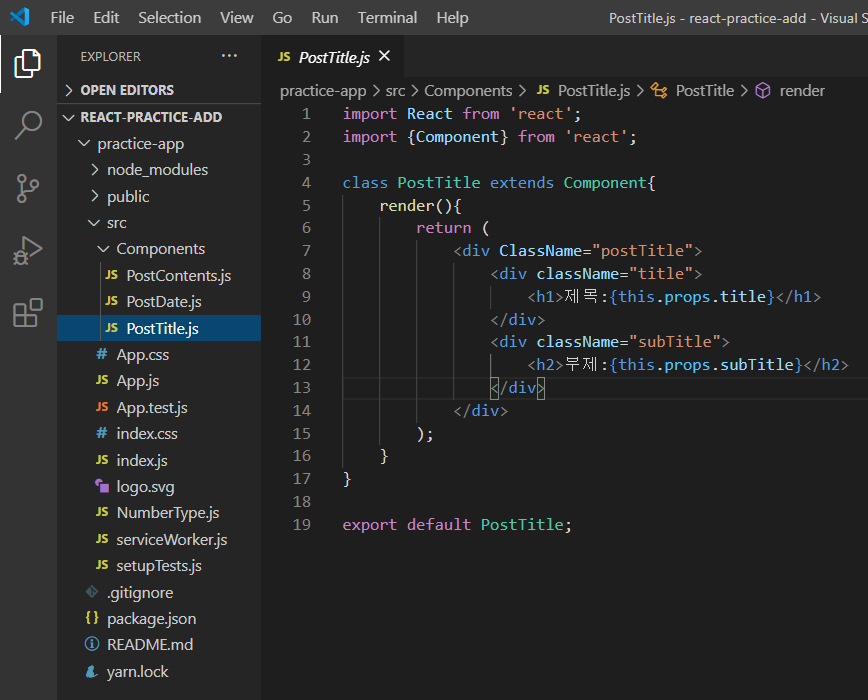 File Edit Selection View Go Run Terminal Help PostTitle.js - react-practice-add - Visual S
EXPLORER ···
OPEN EDITORS
REACT-PRACTICE-ADD
practice-app
node_modules
public
src
Components
JS PostContents.js
JS PostDate.js
JS PostTitle.js
# App.css
JS App.js
JS App.test.js
# index.css
JS index.js
logo.svg
JS NumberType.js
JS serviceWorker.js
JS setupTests.js
.gitignore
{} package.json
README.md
yarn.lock
JS PostTitle.js ×
practice-app > src > Components > JS PostTitle.js > PostTitle > render
1 import React from 'react';
2 import {Component} from 'react';
3
4 class PostTitle extends Component{
5 render(){
6 return (
7 <div ClassName="postTitle">
8 <div className="title">
9 <h1>제목:{this.props.title}</h1>
10 </div>
11 <div className="subTitle">
12 <h2>부제:{this.props.subTitle}</h2>
13 </div>
14 </div>
15 );
16 }
17 }
18
19 export default PostTitle;